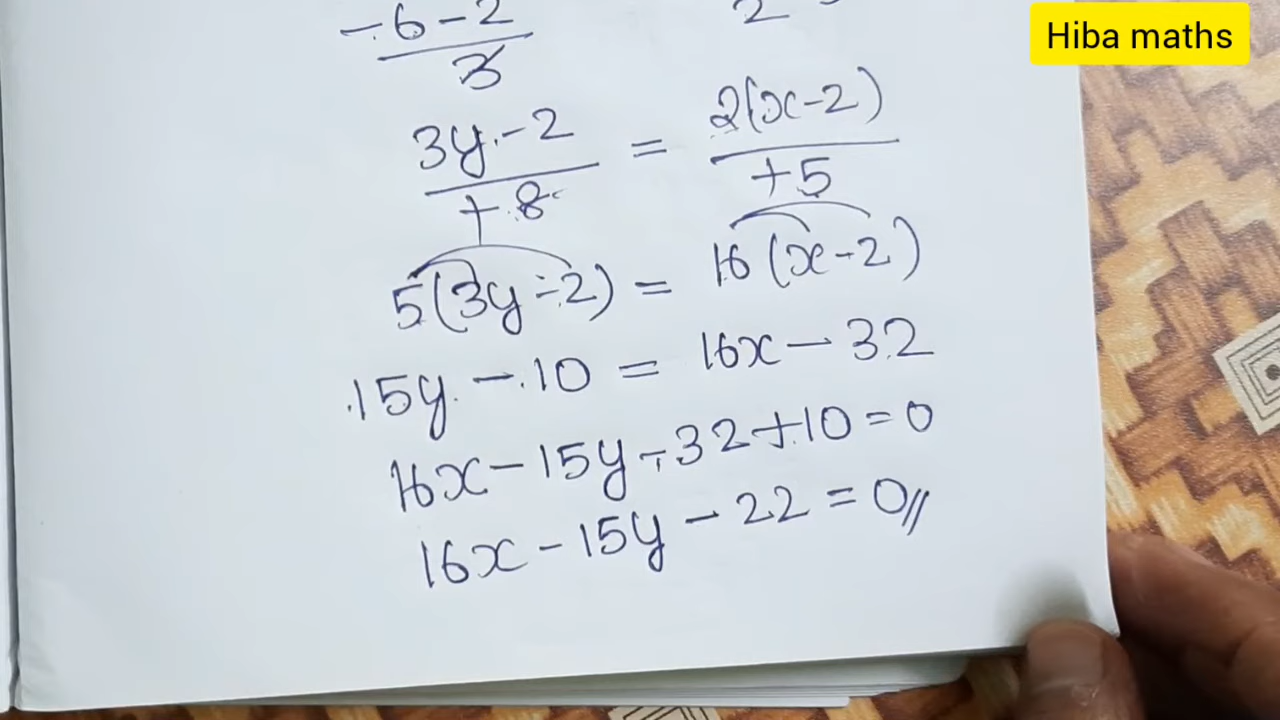 Hiba maths
-6-2
3
2
3y-2 = 2(x-2)
+8 +5
5(3y-2) = 16(x-2)
15y-10 = 16x-32
16x-15y-32+10=0
16x-15y-22=0//